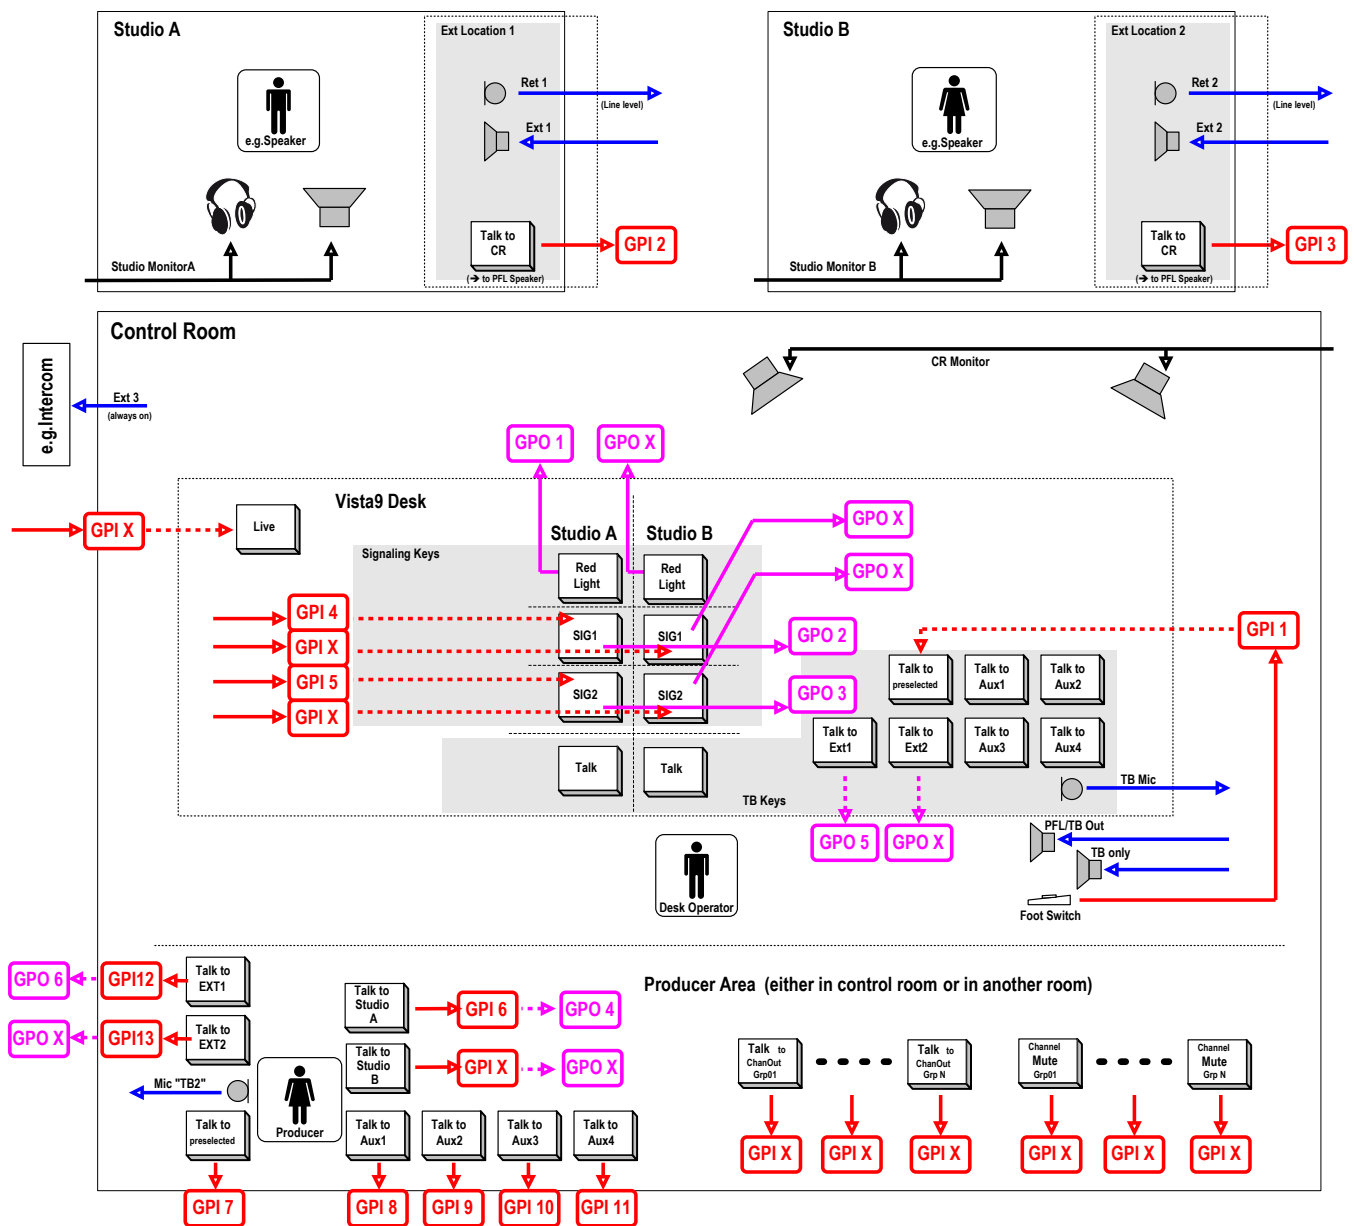 Studio A
Ext Location 1
Ret 1
(Line level)
e.g.Speaker
Ext 1
Talk to
CR
GPI 2
Studio MonitorA
(➔ to PFL Speaker)
Studio B
Ext Location 2
Ret 2
(Line level)
e.g.Speaker
Ext 2
Talk to
CR
GPI 3
Studio Monitor B
(➔ to PFL Speaker)
Control Room
CR Monitor
e.g.Intercom
Ext 3
(always on)
GPO 1
GPO X
Vista9 Desk
GPI X
Live
Studio A
Studio B
GPO X
Signaling Keys
Red
Light
Red
Light
GPO X
GPI 4
SIG1
SIG1
GPO 2
GPI 1
GPI X
GPI 5
SIG2
SIG2
GPO 3
GPI X
Talk to
preselected
Talk to
Aux1
Talk to
Aux2
Talk to
Ext1
Talk to
Ext2
Talk to
Aux3
Talk to
Aux4
Talk
Talk
TB Keys
TB Mic
GPO 5
GPO X
PFL/TB Out
TB only
Desk Operator
Foot Switch
GPO 6
GPI12
Talk to
EXT1
Producer Area (either in control room or in another room)
Talk to
Studio
A
GPI 6
GPO 4
GPO X
GPI13
Talk to
EXT2
Talk to
Studio
B
GPI X
GPO X
Talk to
ChanOut
Grp01
Talk to
ChanOut
Grp N
Channel
Mute
Grp01
Channel
Mute
Grp N
Mic "TB2"
Producer
Talk to
preselected
Talk to
Aux1
Talk to
Aux2
Talk to
Aux3
Talk to
Aux4
GPI X
GPI X
GPI X
GPI X
GPI X
GPI X
GPI 7
GPI 8
GPI 9
GPI 10
GPI 11